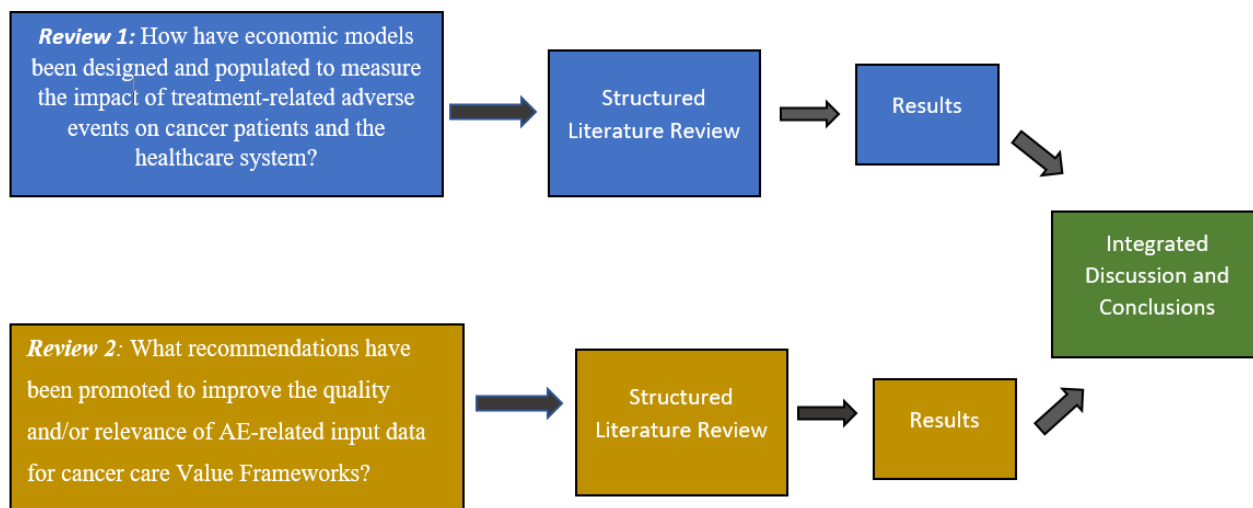 Review 1: How have economic models
been designed and populated to measure
the impact of treatment-related adverse
events on cancer patients and the
healthcare system?
Structured
Literature Review
Results
Review 2: What recommendations have
been promoted to improve the quality
and/or relevance of AE-related input data
for cancer care Value Frameworks?
Structured
Literature Review
Results
Integrated
Discussion and
Conclusions